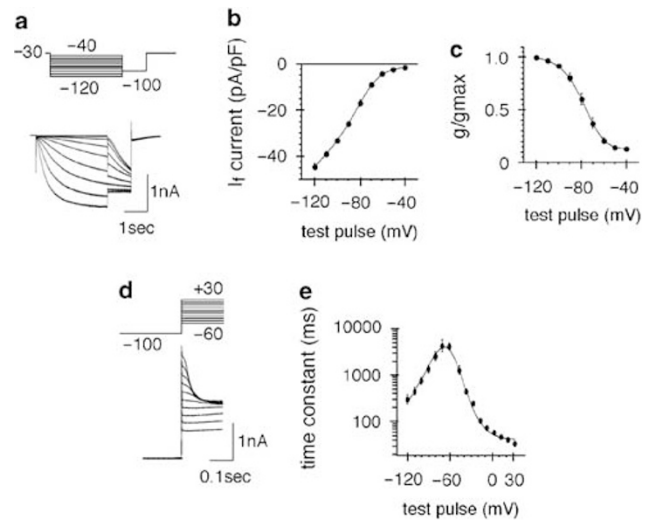 a
−30
−40
−120
−100
1nA
1sec
b
If current (pA/pF)
0
−20
−40
−120
−80
−40
test pulse (mV)
c
g/gmax
1.0
0.5
0
−120
−80
−40
test pulse (mV)
d
+30
−60
−100
1nA
0.1sec
e
time constant (ms)
10000
1000
100
−120
−60
0
30
test pulse (mV)